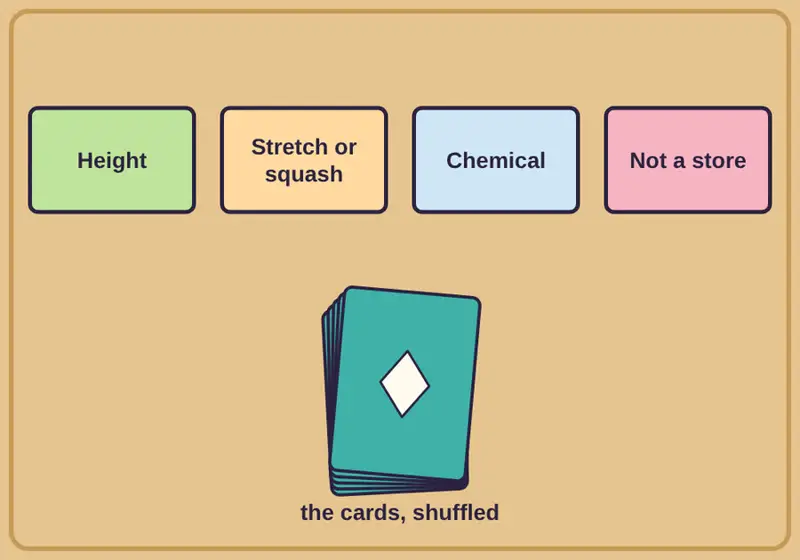 Height
Stretch or
squash
Chemical
Not a store
the cards, shuffled